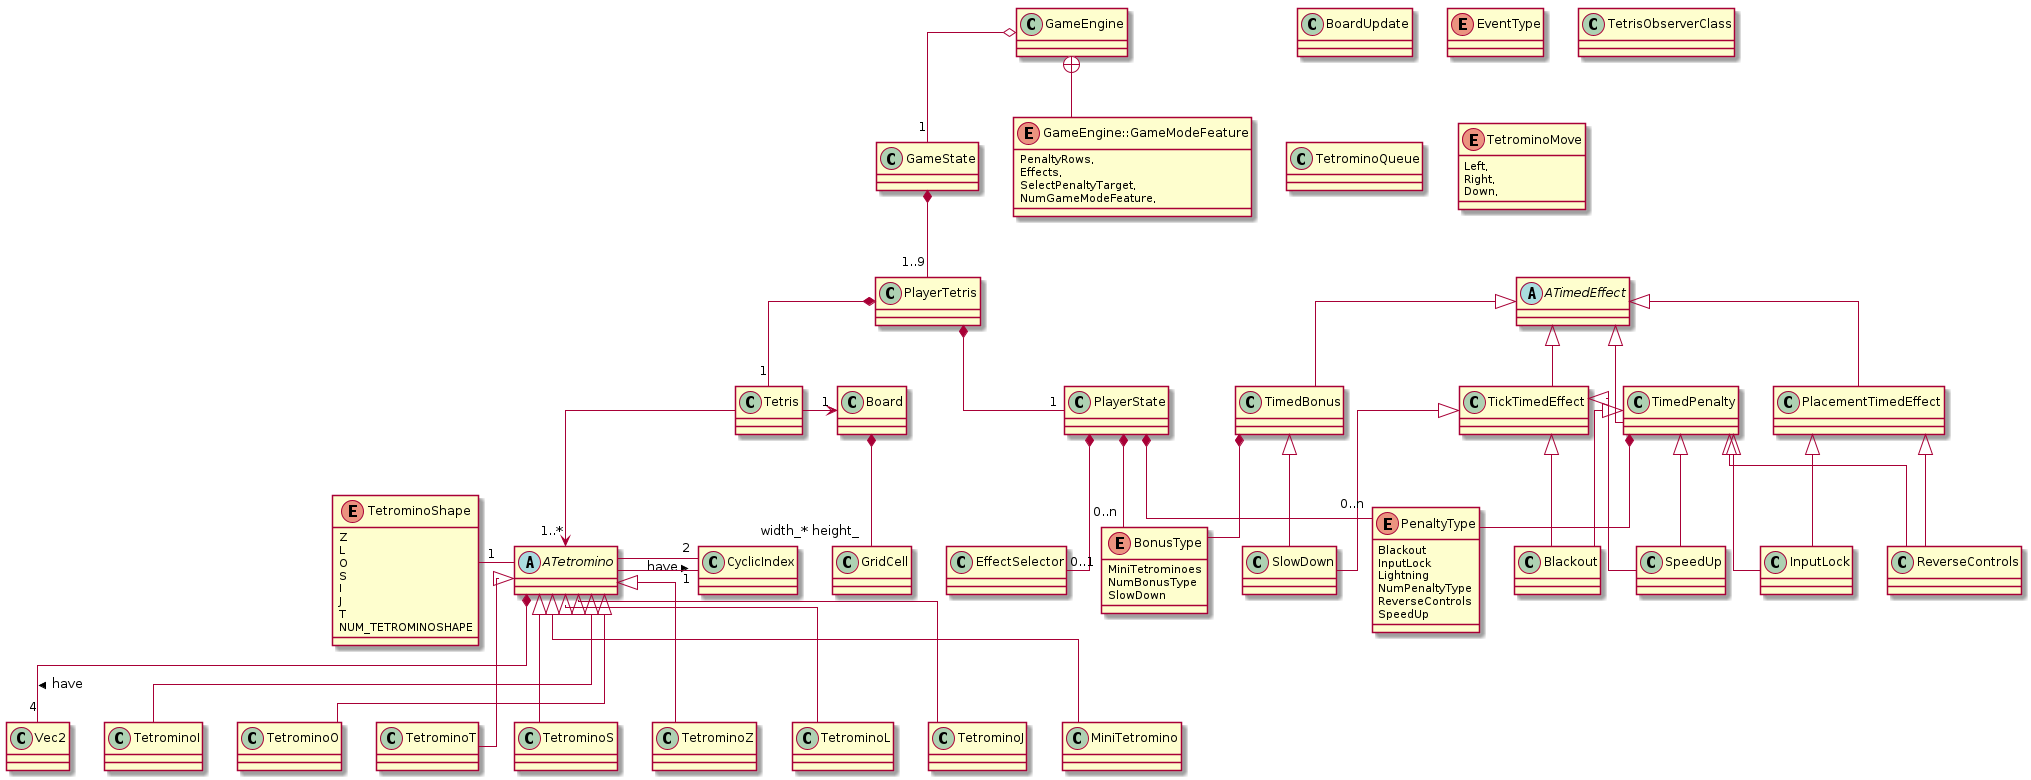 C GameEngine
C BoardUpdate
E EventType
C TetrisObserverClass
1
C GameState
E GameEngine::GameModeFeature
PenaltyRows,
Effects,
SelectPenaltyTarget,
NumGameModeFeature,
C TetrominoQueue
E TetrominoMove
Left,
Right,
Down,
1..9
C PlayerTetris
A ATimedEffect
1
C Tetris
1
C Board
1
C PlayerState
C TimedBonus
C TickTimedEffect
C TimedPenalty
C PlacementTimedEffect
E TetrominoShape
Z
L
O
S
I
J
T
NUM_TETROMINOSHAPE
1
1..*
A ATetromino
2
have ►
1
C CyclicIndex
width_* height_
C GridCell
C EffectSelector
0..1
0..n
E BonusType
MiniTetrominoes
NumBonusType
SlowDown
C SlowDown
0..n
E PenaltyType
Blackout
InputLock
Lightning
NumPenaltyType
ReverseControls
SpeedUp
C Blackout
C SpeedUp
C InputLock
C ReverseControls
◄ have
4
C Vec2
C TetrominoI
C TetrominoO
C TetrominoT
C TetrominoS
C TetrominoZ
C TetrominoL
C TetrominoJ
C MiniTetromino